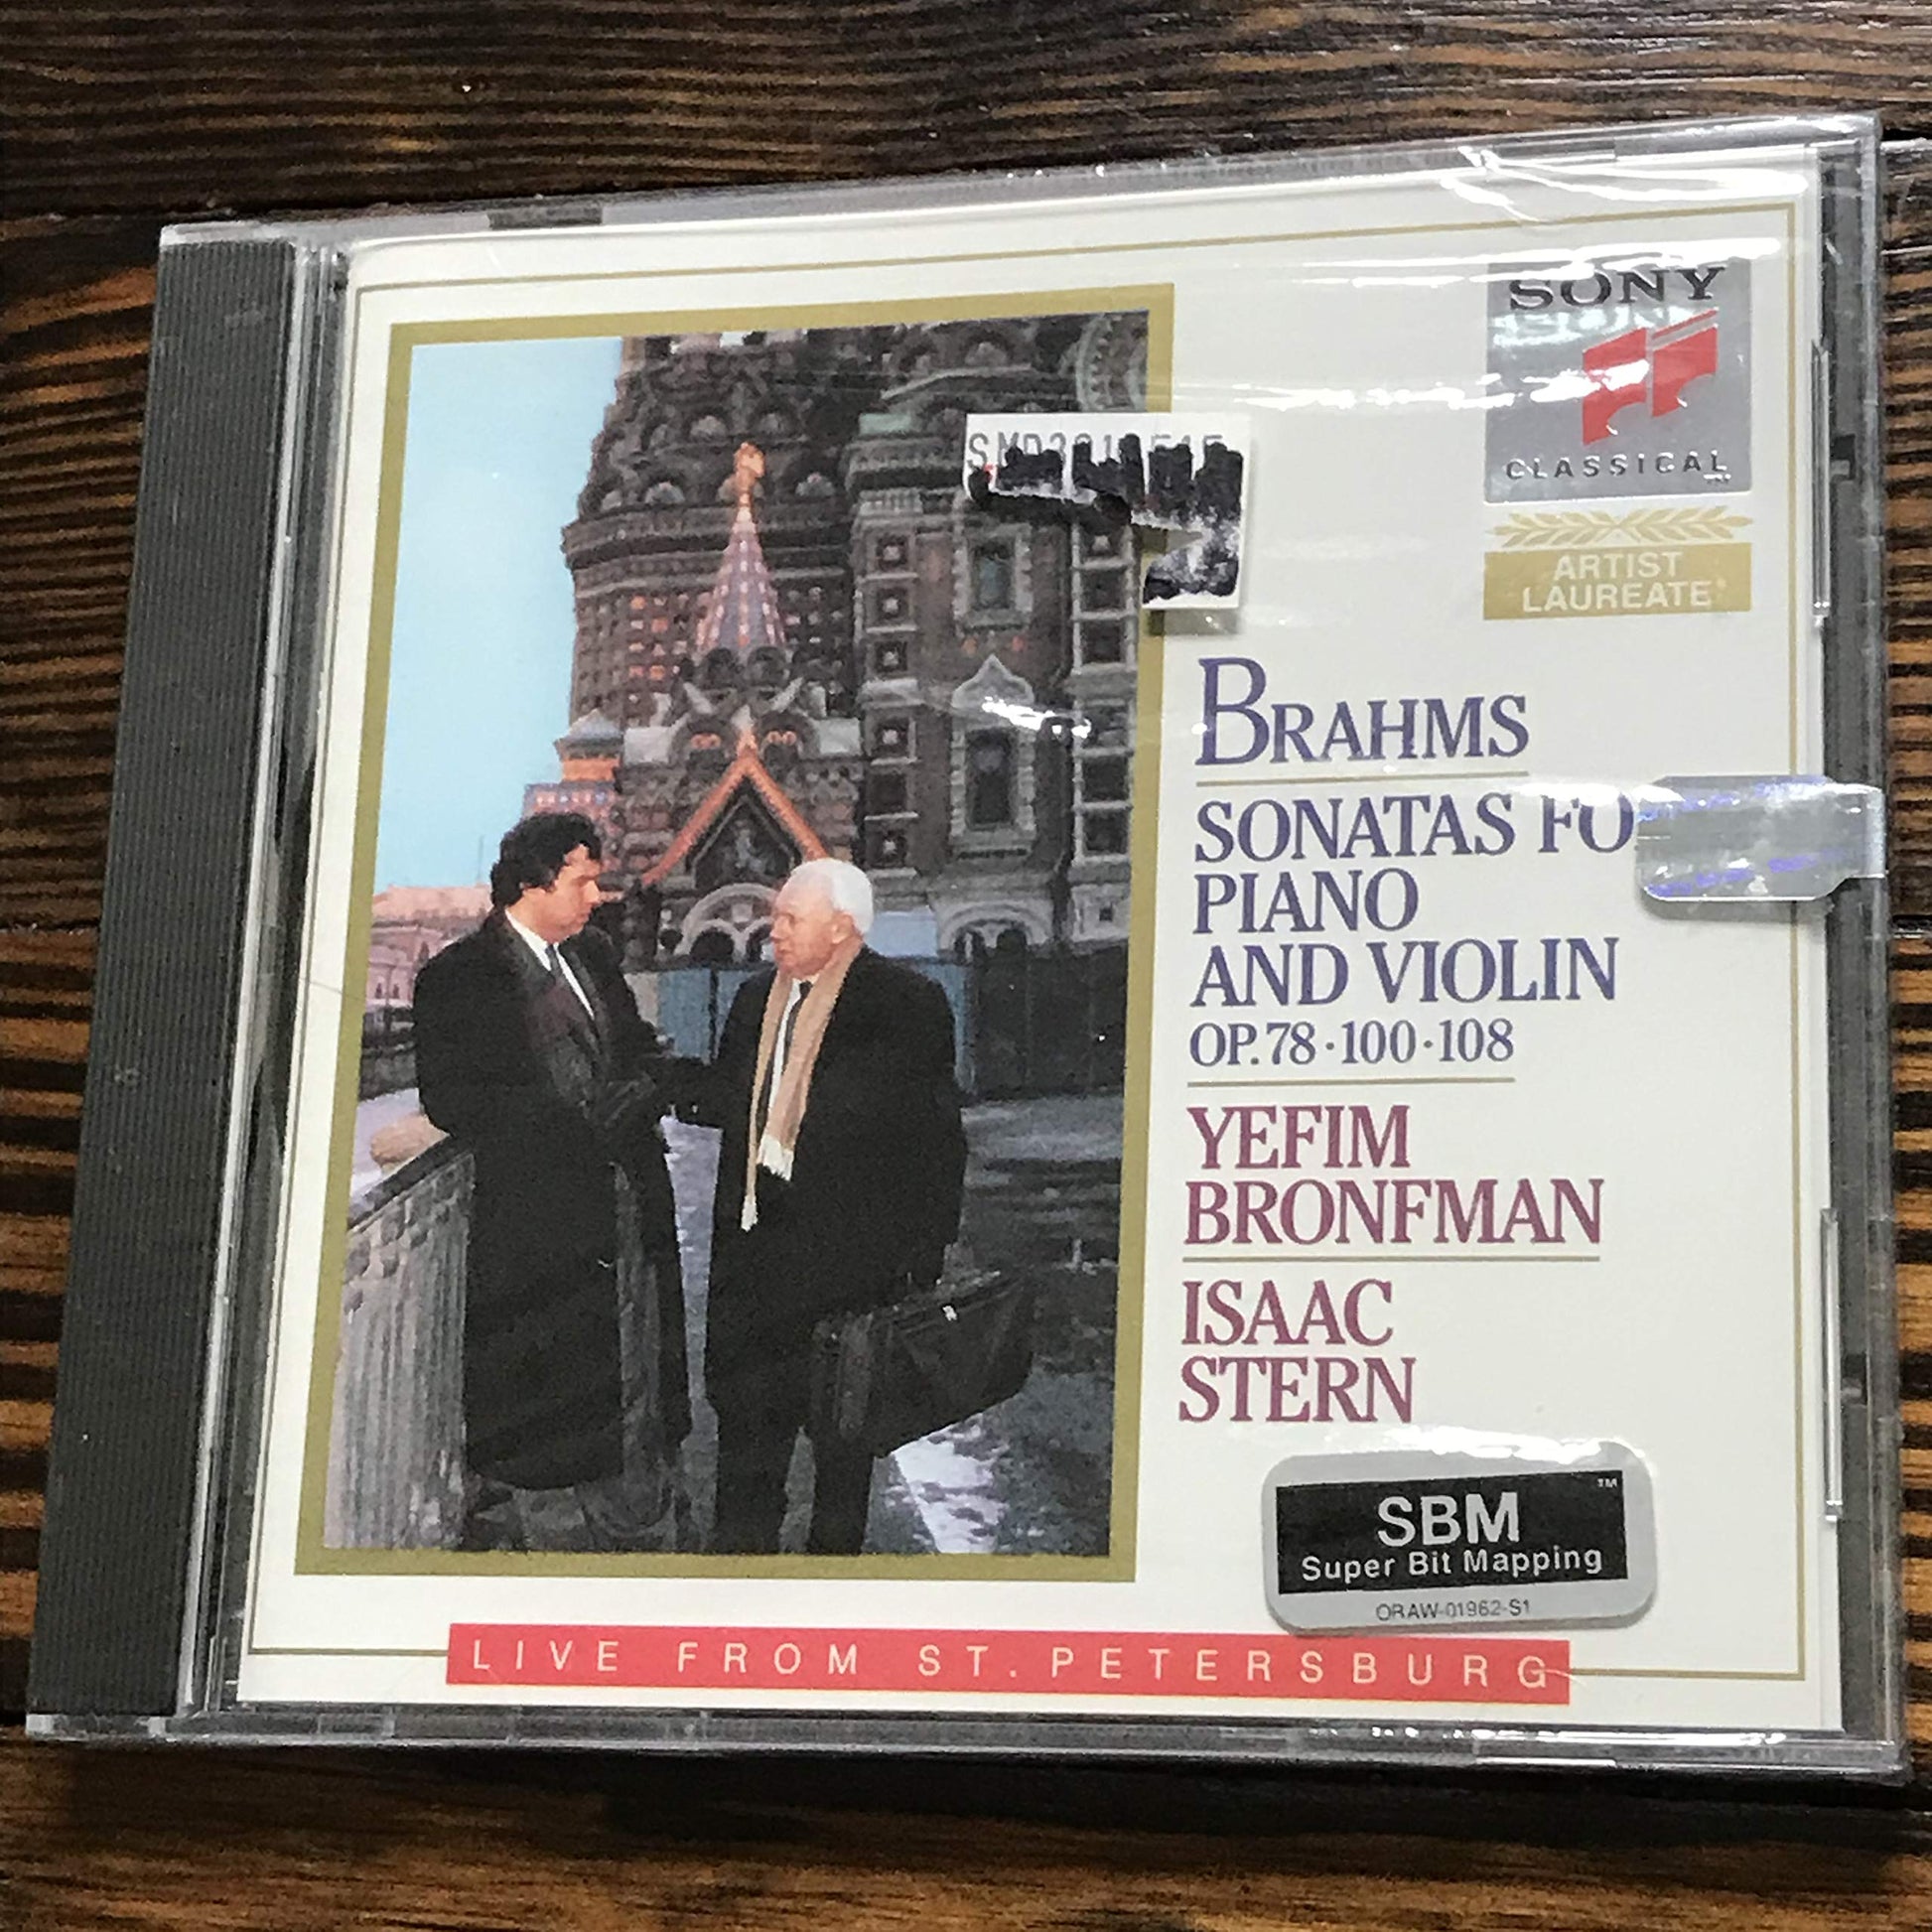 SONY
CLASSICAL
ARTIST
LAUREATE
BRAHMS
SONATAS FO
PIANO
AND VIOLIN
OP.78·100·108
YEFIM
BRONFMAN
ISAAC
STERN
SBM™
Super Bit Mapping
ORAW-01962-S1
LIVE FROM ST. PETERSBURG